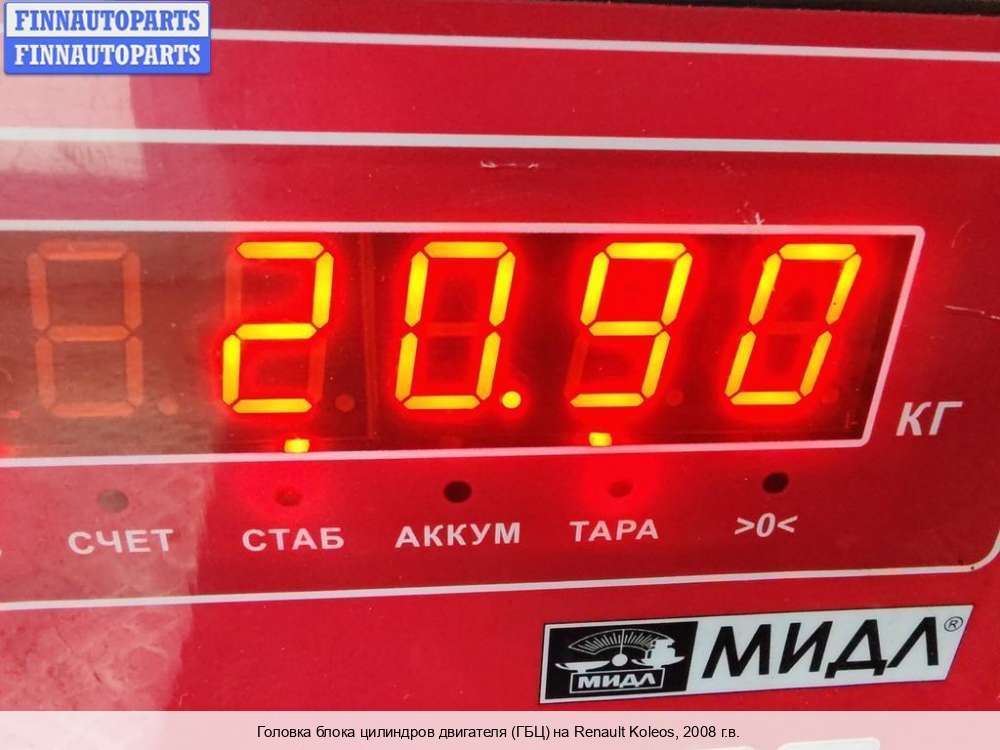 FINNAUTOPARTS
FINNAUTOPARTS
20.90
КГ
СЧЕТ СТАБ АККУМ ТАРА >0<
МИДЛ МИДЛ®
Головка блока цилиндров двигателя (ГБЦ) на Renault Koleos, 2008 г.в.